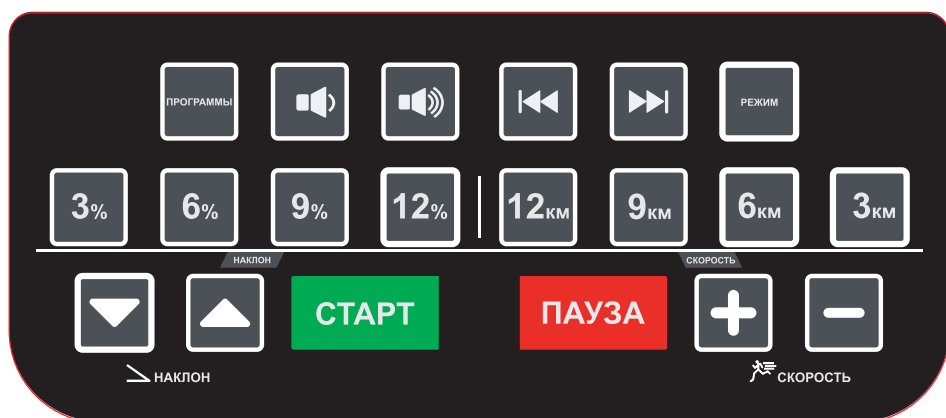 ПРОГРАММЫ РЕЖИМ
3% 6% 9% 12% 12КМ 9КМ 6КМ 3КМ
НАКЛОН СКОРОСТЬ
СТАРТ ПАУЗА
НАКЛОН СКОРОСТЬ